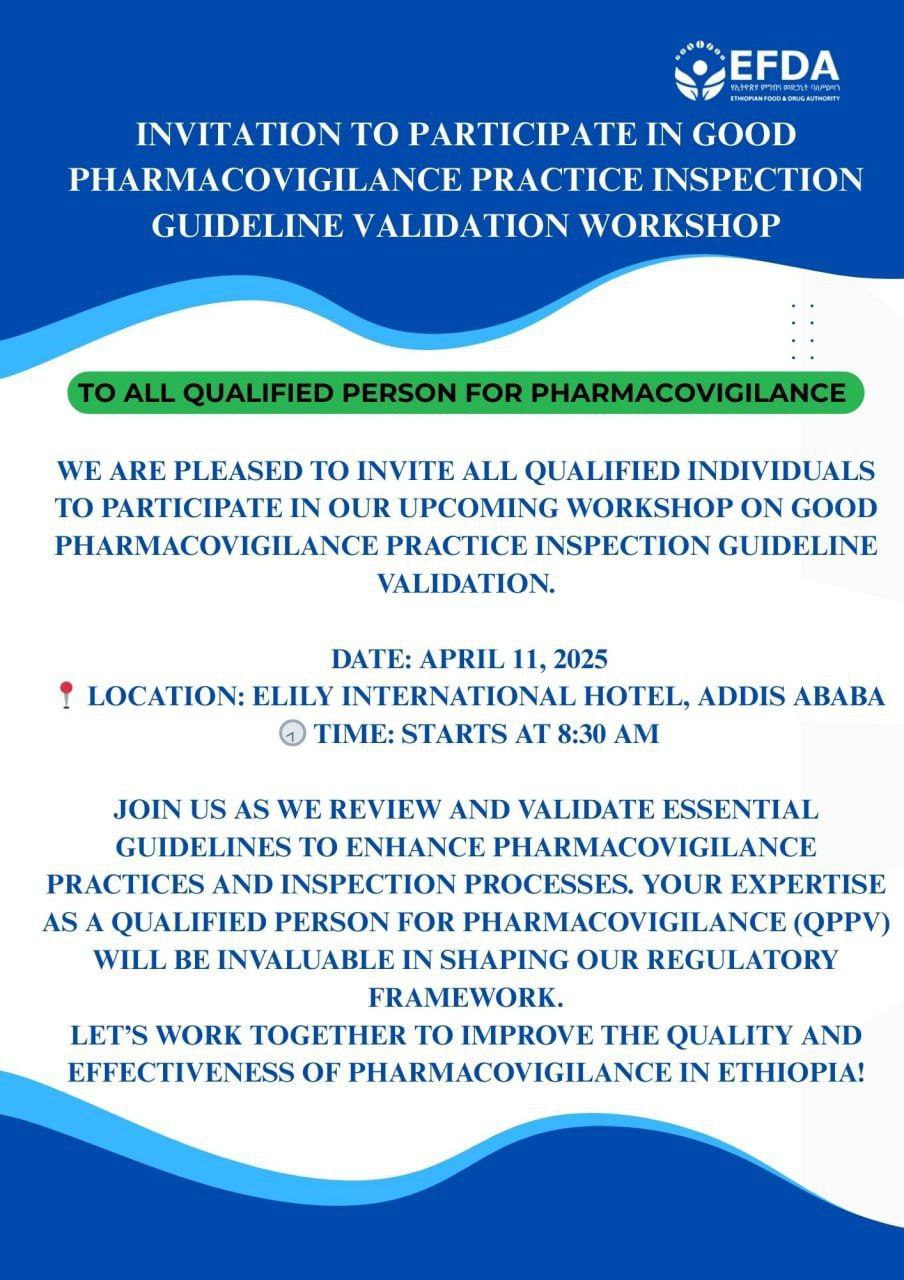 EFDA
የኢትዮጵያ ምግብና መድኃኒት ባለሥልጣን
ETHIOPIAN FOOD & DRUG AUTHORITY
INVITATION TO PARTICIPATE IN GOOD
PHARMACOVIGILANCE PRACTICE INSPECTION
GUIDELINE VALIDATION WORKSHOP
TO ALL QUALIFIED PERSON FOR PHARMACOVIGILANCE
WE ARE PLEASED TO INVITE ALL QUALIFIED INDIVIDUALS
TO PARTICIPATE IN OUR UPCOMING WORKSHOP ON GOOD
PHARMACOVIGILANCE PRACTICE INSPECTION GUIDELINE
VALIDATION.
DATE: APRIL 11, 2025
📍 LOCATION: ELILY INTERNATIONAL HOTEL, ADDIS ABABA
🕢 TIME: STARTS AT 8:30 AM
JOIN US AS WE REVIEW AND VALIDATE ESSENTIAL
GUIDELINES TO ENHANCE PHARMACOVIGILANCE
PRACTICES AND INSPECTION PROCESSES. YOUR EXPERTISE
AS A QUALIFIED PERSON FOR PHARMACOVIGILANCE (QPPV)
WILL BE INVALUABLE IN SHAPING OUR REGULATORY
FRAMEWORK.
LET’S WORK TOGETHER TO IMPROVE THE QUALITY AND
EFFECTIVENESS OF PHARMACOVIGILANCE IN ETHIOPIA!